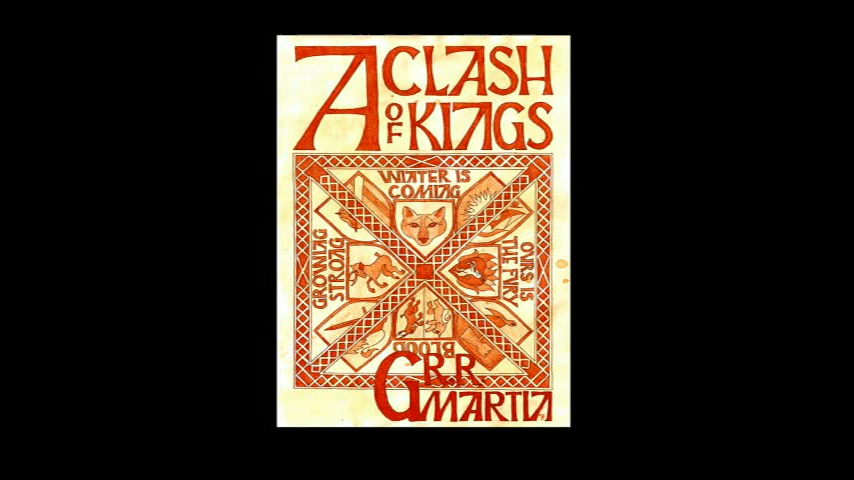 A CLASH
OF KINGS
WINTER IS
COMING
GROWING
STRONG
OURS IS
THE FURY
BLOOD
G R.R.
MARTIN